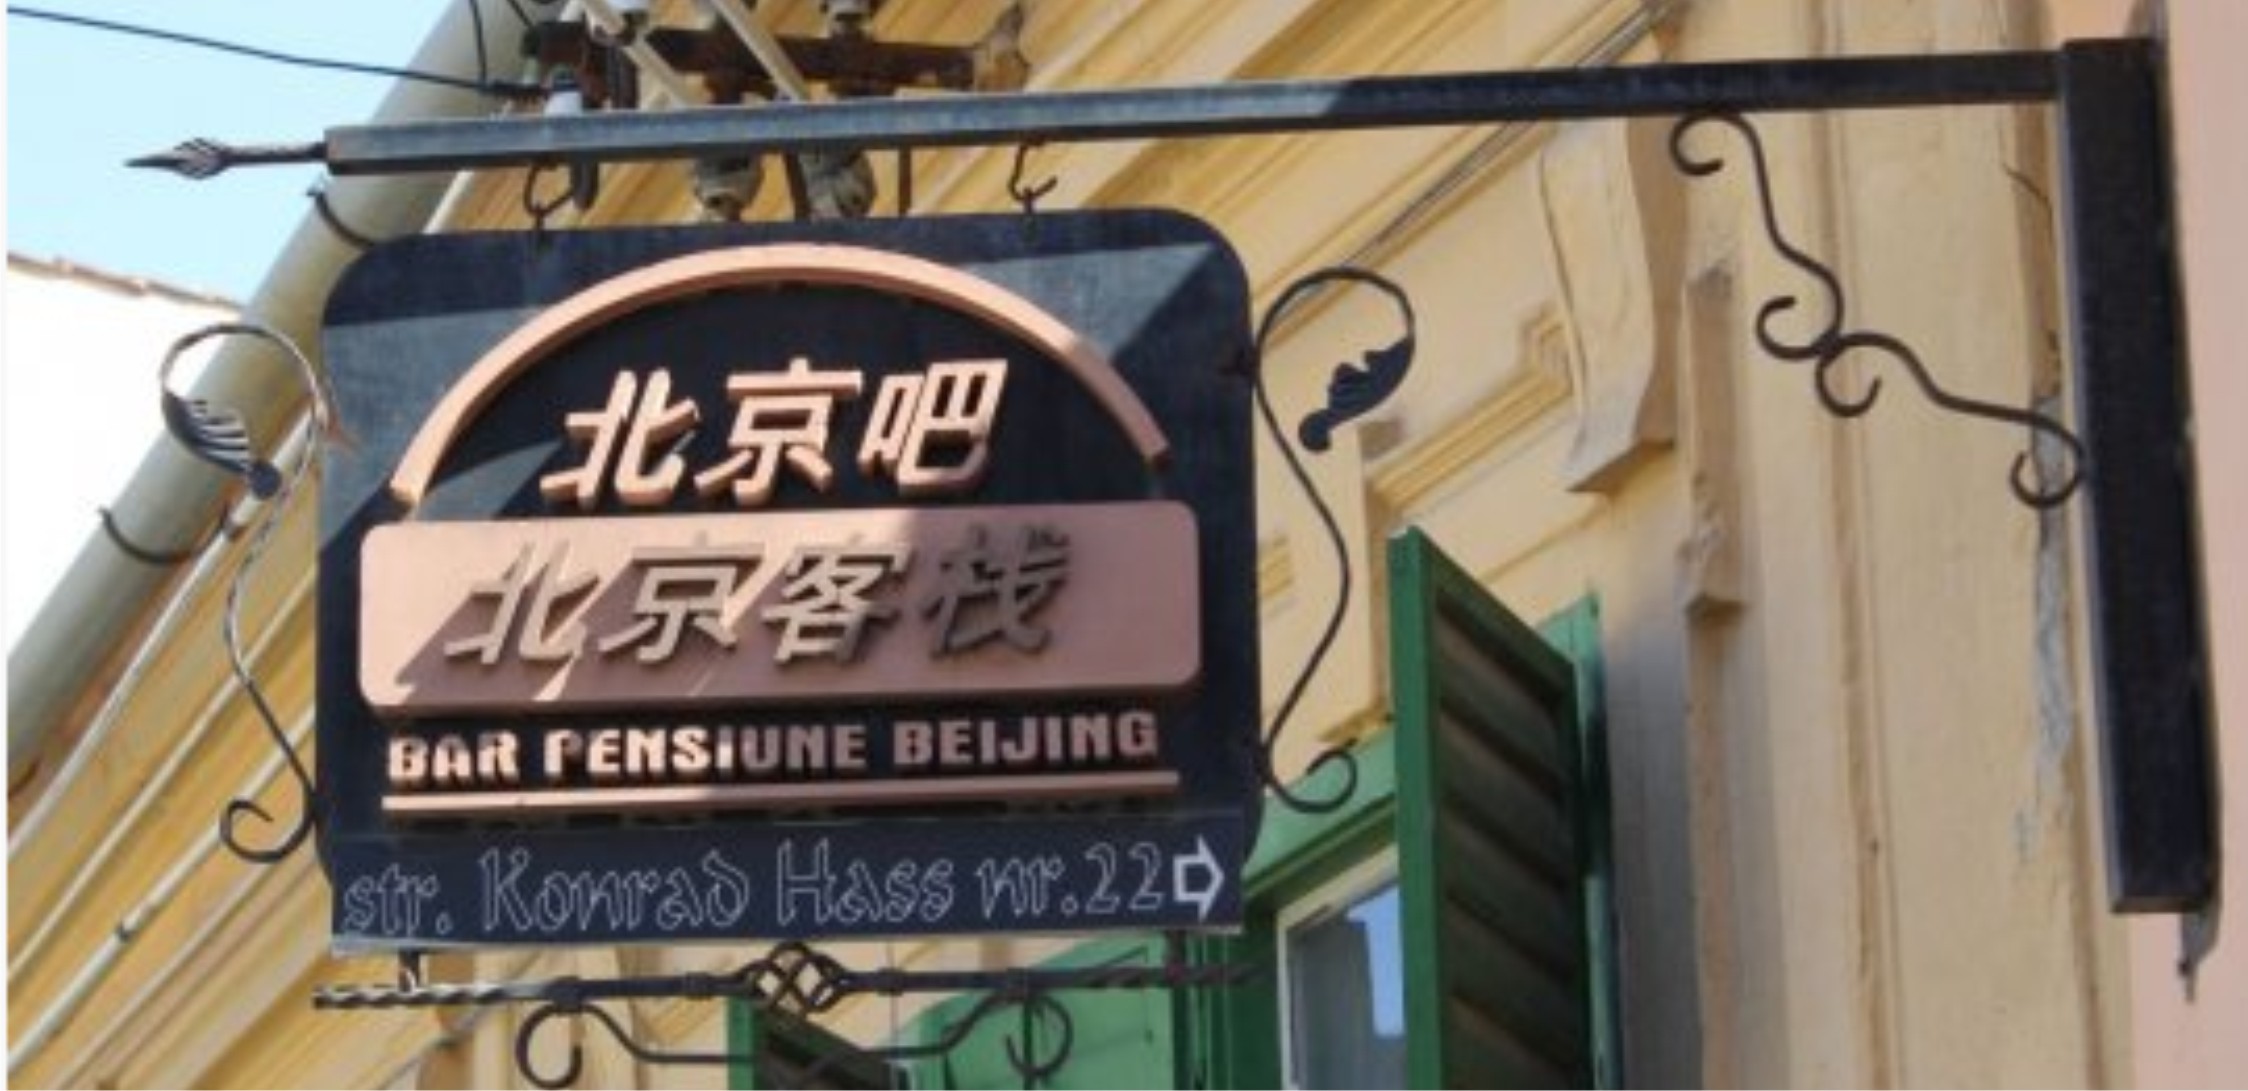 北京吧
北京客栈
BAR PENSIUNE BEIJING
str. Konrad Hass nr.22